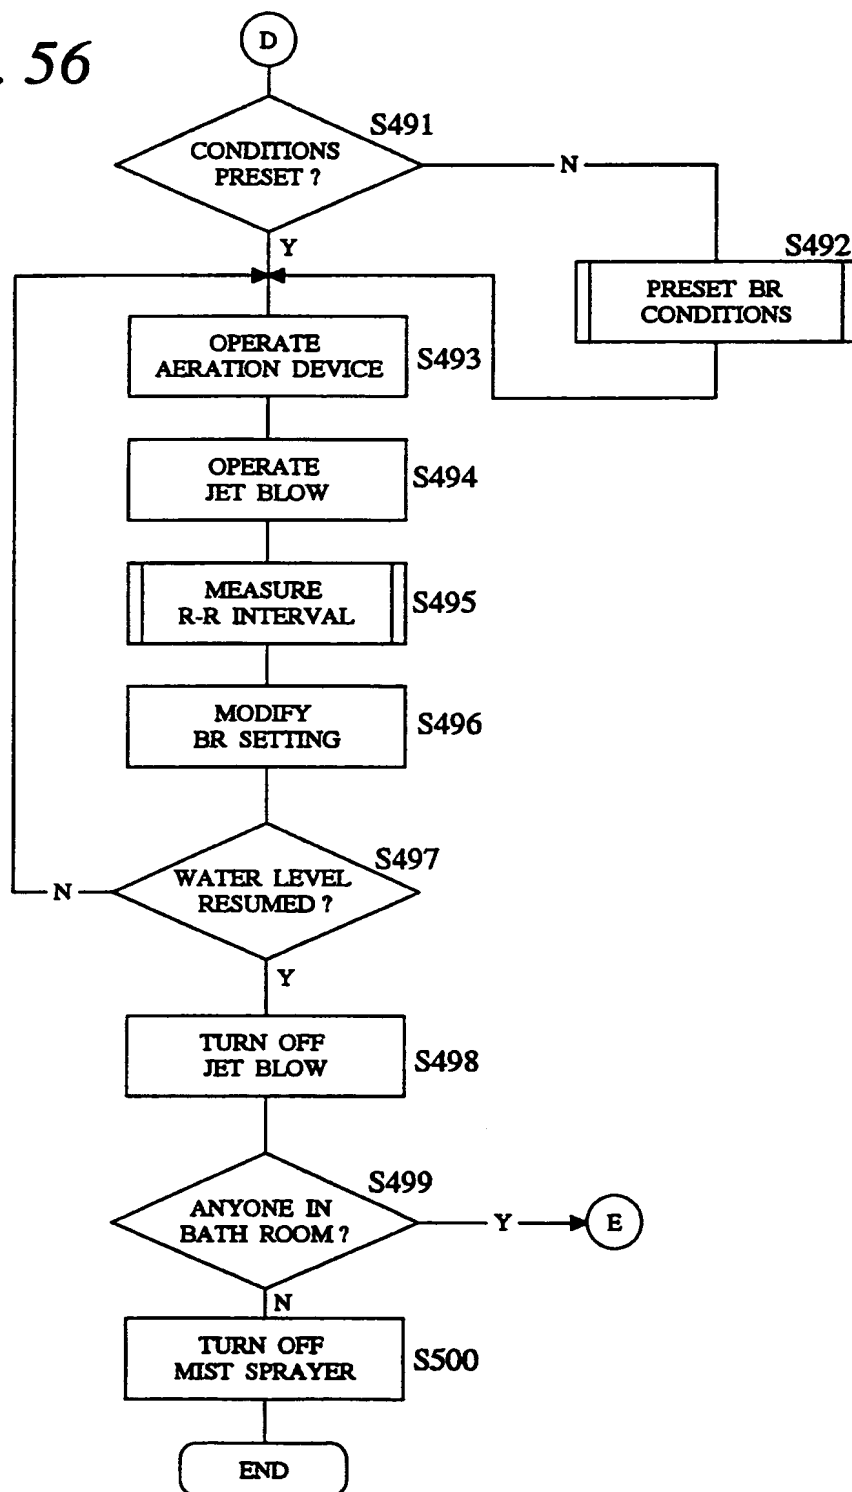 . 56
D
S491
CONDITIONS
PRESET ?
N
Y
S492
PRESET BR
CONDITIONS
OPERATE
AERATION DEVICE
S493
OPERATE
JET BLOW
S494
MEASURE
R-R INTERVAL
S495
MODIFY
BR SETTING
S496
S497
WATER LEVEL
RESUMED ?
N
Y
TURN OFF
JET BLOW
S498
S499
ANYONE IN
BATH ROOM ?
Y
E
N
TURN OFF
MIST SPRAYER
S500
END